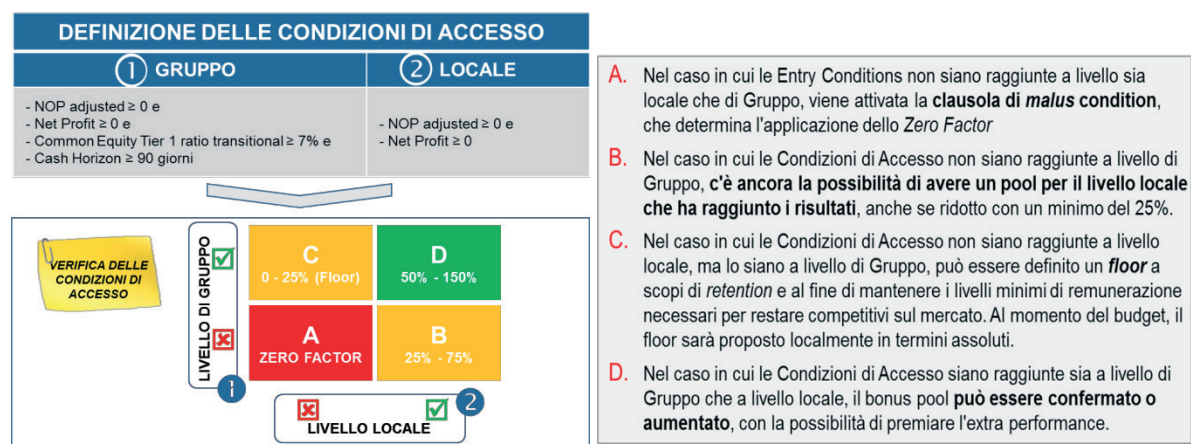 DEFINIZIONE DELLE CONDIZIONI DI ACCESSO
1 GRUPPO
2 LOCALE
- NOP adjusted ≥ 0 e
- Net Profit ≥ 0 e
- Common Equity Tier 1 ratio transitional ≥ 7% e
- Cash Horizon ≥ 90 giorni
- NOP adjusted ≥ 0 e
- Net Profit ≥ 0
VERIFICA DELLE
CONDIZIONI DI
ACCESSO
LIVELLO DI GRUPPO
1
C
0 - 25% (Floor)
D
50% - 150%
A
ZERO FACTOR
B
25% - 75%
2
LIVELLO LOCALE
A. Nel caso in cui le Entry Conditions non siano raggiunte a livello sia
locale che di Gruppo, viene attivata la clausola di malus condition,
che determina l'applicazione dello Zero Factor
B. Nel caso in cui le Condizioni di Accesso non siano raggiunte a livello di
Gruppo, c'è ancora la possibilità di avere un pool per il livello locale
che ha raggiunto i risultati, anche se ridotto con un minimo del 25%.
C. Nel caso in cui le Condizioni di Accesso non siano raggiunte a livello
locale, ma lo siano a livello di Gruppo, può essere definito un floor a
scopi di retention e al fine di mantenere i livelli minimi di remunerazione
necessari per restare competitivi sul mercato. Al momento del budget, il
floor sarà proposto localmente in termini assoluti.
D. Nel caso in cui le Condizioni di Accesso siano raggiunte sia a livello di
Gruppo che a livello locale, il bonus pool può essere confermato o
aumentato, con la possibilità di premiare l'extra performance.